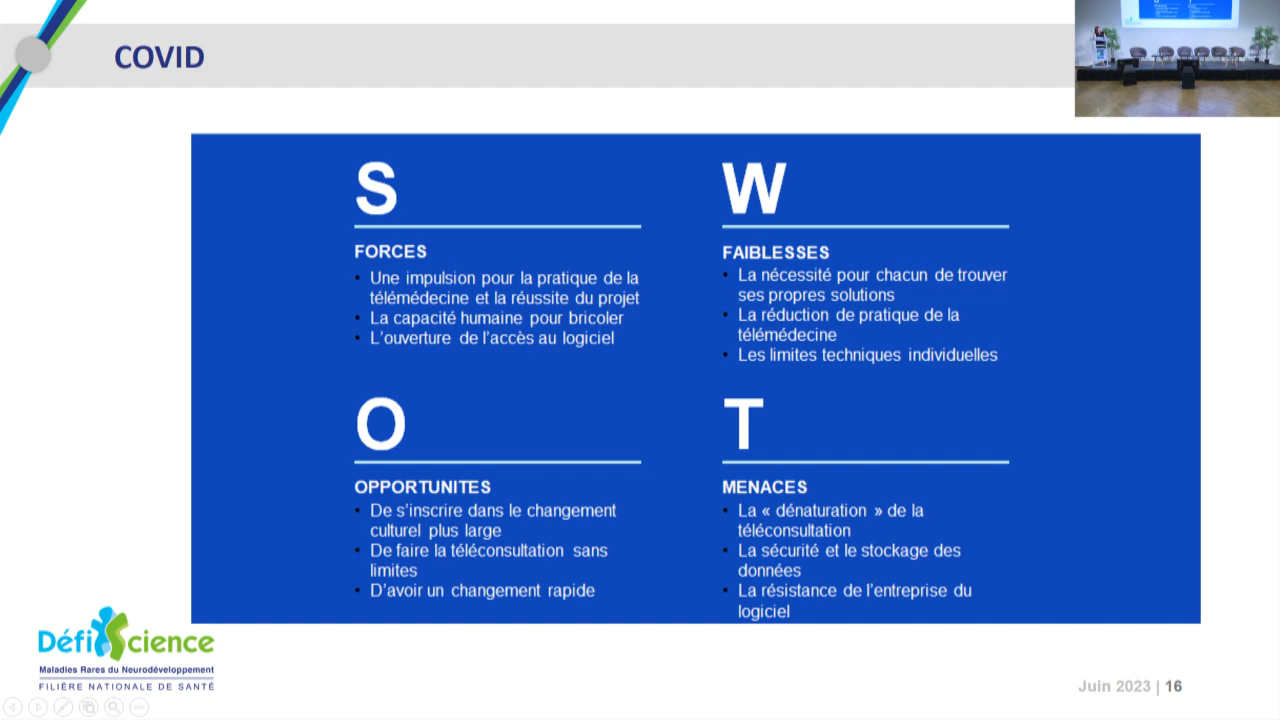 COVID
S
FORCES
• Une impulsion pour la pratique de la
télémédecine et la réussite du projet
• La capacité humaine pour bricoler
• L'ouverture de l'accès au logiciel
W
FAIBLESSES
• La nécessité pour chacun de trouver
ses propres solutions
• La réduction de pratique de la
télémédecine
• Les limites techniques individuelles
O
OPPORTUNITES
• De s'inscrire dans le changement
culturel plus large
• De faire la téléconsultation sans
limites
• D'avoir un changement rapide
T
MENACES
• La « dénaturation » de la
téléconsultation
• La sécurité et le stockage des
données
• La résistance de l'entreprise du
logiciel
DéfiScience
Maladies Rares du Neurodéveloppement
FILIÈRE NATIONALE DE SANTÉ
Juin 2023 | 16